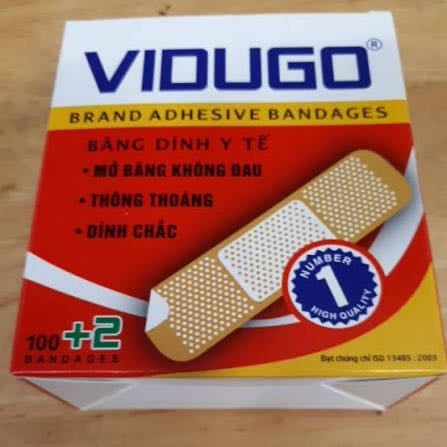 VIDUGO®
BRAND ADHESIVE BANDAGES
BĂNG DÍNH Y TẾ
• MỞ BĂNG KHÔNG ĐAU
• THÔNG THOÁNG
• DÍNH CHẮC
NUMBER
1
HIGH QUALITY
100 +2
BANDAGES
Đạt chứng chỉ ISO 13485 : 2003